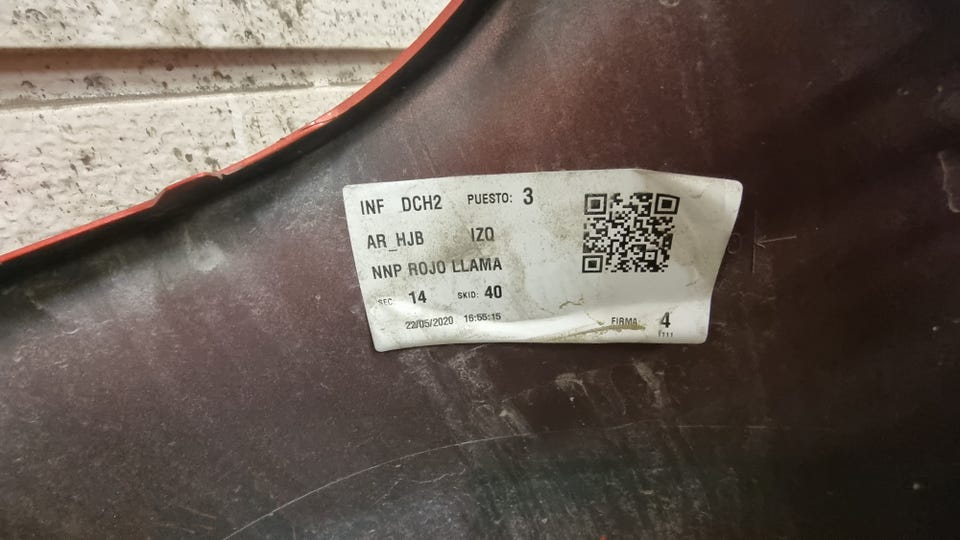 INF DCH2 PUESTO: 3
AR_HJB IZQ
NNP ROJO LLAMA
SEC: 14 SKID: 40
22/05/2020 16:55:15
FIRMA: 4